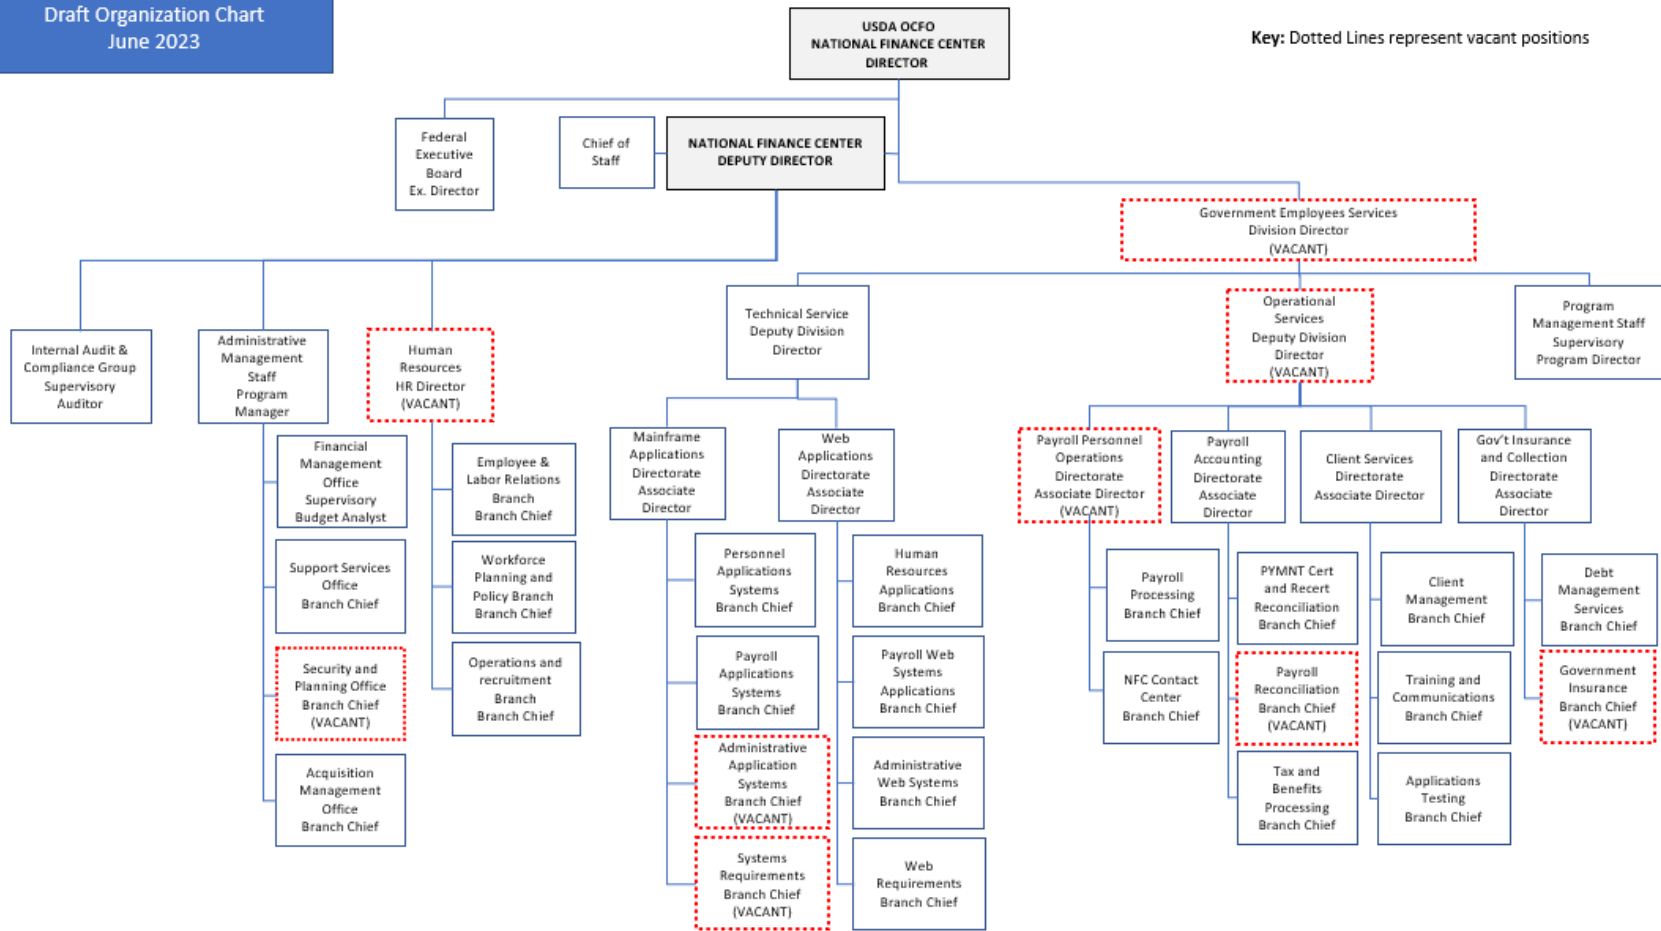 Draft Organization Chart
June 2023
USDA OCFO
NATIONAL FINANCE CENTER
DIRECTOR
Key: Dotted Lines represent vacant positions
Federal
Executive
Board
Ex. Director
Chief of
Staff
NATIONAL FINANCE CENTER
DEPUTY DIRECTOR
Government Employees Services
Division Director
(VACANT)
Internal Audit &
Compliance Group
Supervisory
Auditor
Administrative
Management
Staff
Program
Manager
Human
Resources
HR Director
(VACANT)
Technical Service
Deputy Division
Director
Operational
Services
Deputy Division
Director
(VACANT)
Program
Management Staff
Supervisory
Program Director
Financial
Management
Office
Supervisory
Budget Analyst
Support Services
Office
Branch Chief
Security and
Planning Office
Branch Chief
(VACANT)
Acquisition
Management
Office
Branch Chief
Employee &
Labor Relations
Branch
Branch Chief
Workforce
Planning and
Policy Branch
Branch Chief
Operations and
recruitment
Branch
Branch Chief
Mainframe
Applications
Directorate
Associate
Director
Web
Applications
Directorate
Associate
Director
Personnel
Applications
Systems
Branch Chief
Payroll
Applications
Systems
Branch Chief
Administrative
Application
Systems
Branch Chief
(VACANT)
Systems
Requirements
Branch Chief
(VACANT)
Human
Resources
Applications
Branch Chief
Payroll Web
Systems
Applications
Branch Chief
Administrative
Web Systems
Branch Chief
Web
Requirements
Branch Chief
Payroll Personnel
Operations
Directorate
Associate Director
(VACANT)
Payroll
Accounting
Directorate
Associate
Director
Client Services
Directorate
Associate Director
Gov't Insurance
and Collection
Directorate
Associate
Director
Payroll
Processing
Branch Chief
NFC Contact
Center
Branch Chief
PYMNT Cert
and Recert
Reconciliation
Branch Chief
Payroll
Reconciliation
Branch Chief
(VACANT)
Tax and
Benefits
Processing
Branch Chief
Client
Management
Branch Chief
Training and
Communications
Branch Chief
Applications
Testing
Branch Chief
Debt
Management
Services
Branch Chief
Government
Insurance
Branch Chief
(VACANT)